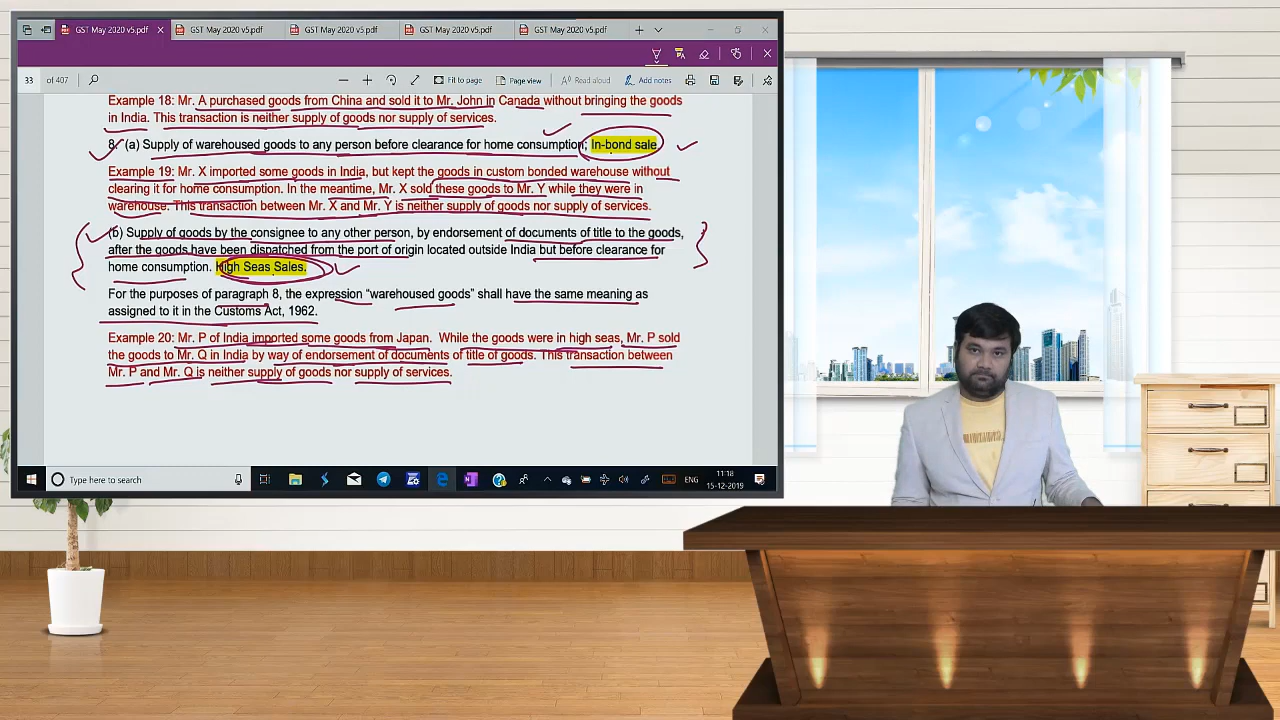 GST May 2020 v5.pdf
GST May 2020 v5.pdf
GST May 2020 v5.pdf
GST May 2020 v5.pdf
GST May 2020 v5.pdf
33 of 407
Fit to page
Page view
Read aloud
Add notes
Example 18: Mr. A purchased goods from China and sold it to Mr. John in Canada without bringing the goods
in India. This transaction is neither supply of goods nor supply of services.
8. (a) Supply of warehoused goods to any person before clearance for home consumption; In-bond sale
Example 19: Mr. X imported some goods in India, but kept the goods in custom bonded warehouse without
clearing it for home consumption. In the meantime, Mr. X sold these goods to Mr. Y while they were in
warehouse. This transaction between Mr. X and Mr. Y is neither supply of goods nor supply of services.
(b) Supply of goods by the consignee to any other person, by endorsement of documents of title to the goods,
after the goods have been dispatched from the port of origin located outside India but before clearance for
home consumption. High Seas Sales.
For the purposes of paragraph 8, the expression “warehoused goods” shall have the same meaning as
assigned to it in the Customs Act, 1962.
Example 20: Mr. P of India imported some goods from Japan. While the goods were in high seas, Mr. P sold
the goods to Mr. Q in India by way of endorsement of documents of title of goods. This transaction between
Mr. P and Mr. Q is neither supply of goods nor supply of services.
Type here to search
ENG
11:18
15-12-2019